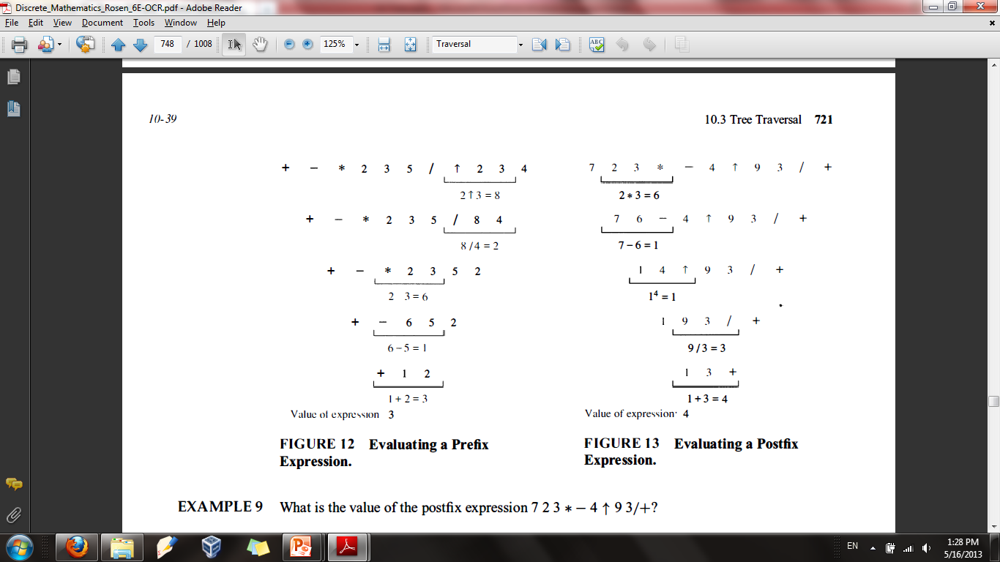 Discrete_Mathematics_Rosen_6E-OCR.pdf - Adobe Reader
File Edit View Document Tools Window Help
748 / 1008 125% Traversal
10-39
10.3 Tree Traversal 721
+ − * 2 3 5 / ↑ 2 3 4
2 ↑ 3 = 8
+ − * 2 3 5 / 8 4
8 / 4 = 2
+ − * 2 3 5 2
2 3 = 6
+ − 6 5 2
6 − 5 = 1
+ 1 2
1 + 2 = 3
Value of expression 3
FIGURE 12 Evaluating a Prefix
Expression.
7 2 3 * − 4 ↑ 9 3 / +
2 * 3 = 6
7 6 − 4 ↑ 9 3 / +
7 − 6 = 1
1 4 ↑ 9 3 / +
1⁴ = 1
1 9 3 / +
9 / 3 = 3
1 3 +
1 + 3 = 4
Value of expression· 4
FIGURE 13 Evaluating a Postfix
Expression.
EXAMPLE 9 What is the value of the postfix expression 7 2 3 * − 4 ↑ 9 3/+?
EN
1:28 PM
5/16/2013